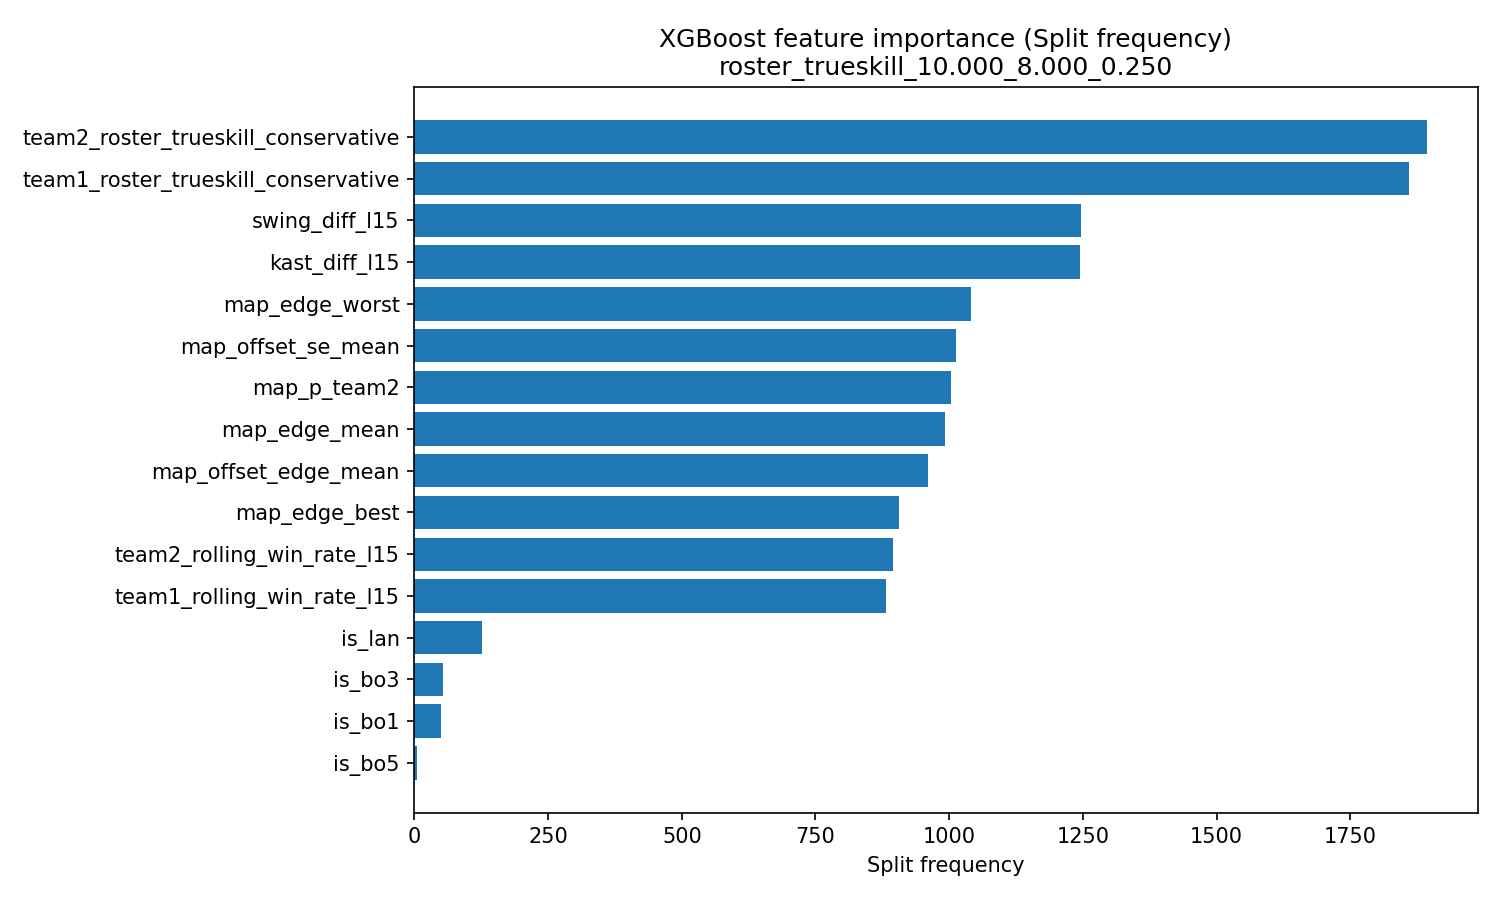 XGBoost feature importance (Split frequency)
roster_trueskill_10.000_8.000_0.250
team2_roster_trueskill_conservative
team1_roster_trueskill_conservative
swing_diff_l15
kast_diff_l15
map_edge_worst
map_offset_se_mean
map_p_team2
map_edge_mean
map_offset_edge_mean
map_edge_best
team2_rolling_win_rate_l15
team1_rolling_win_rate_l15
is_lan
is_bo3
is_bo1
is_bo5
0 250 500 750 1000 1250 1500 1750
Split frequency